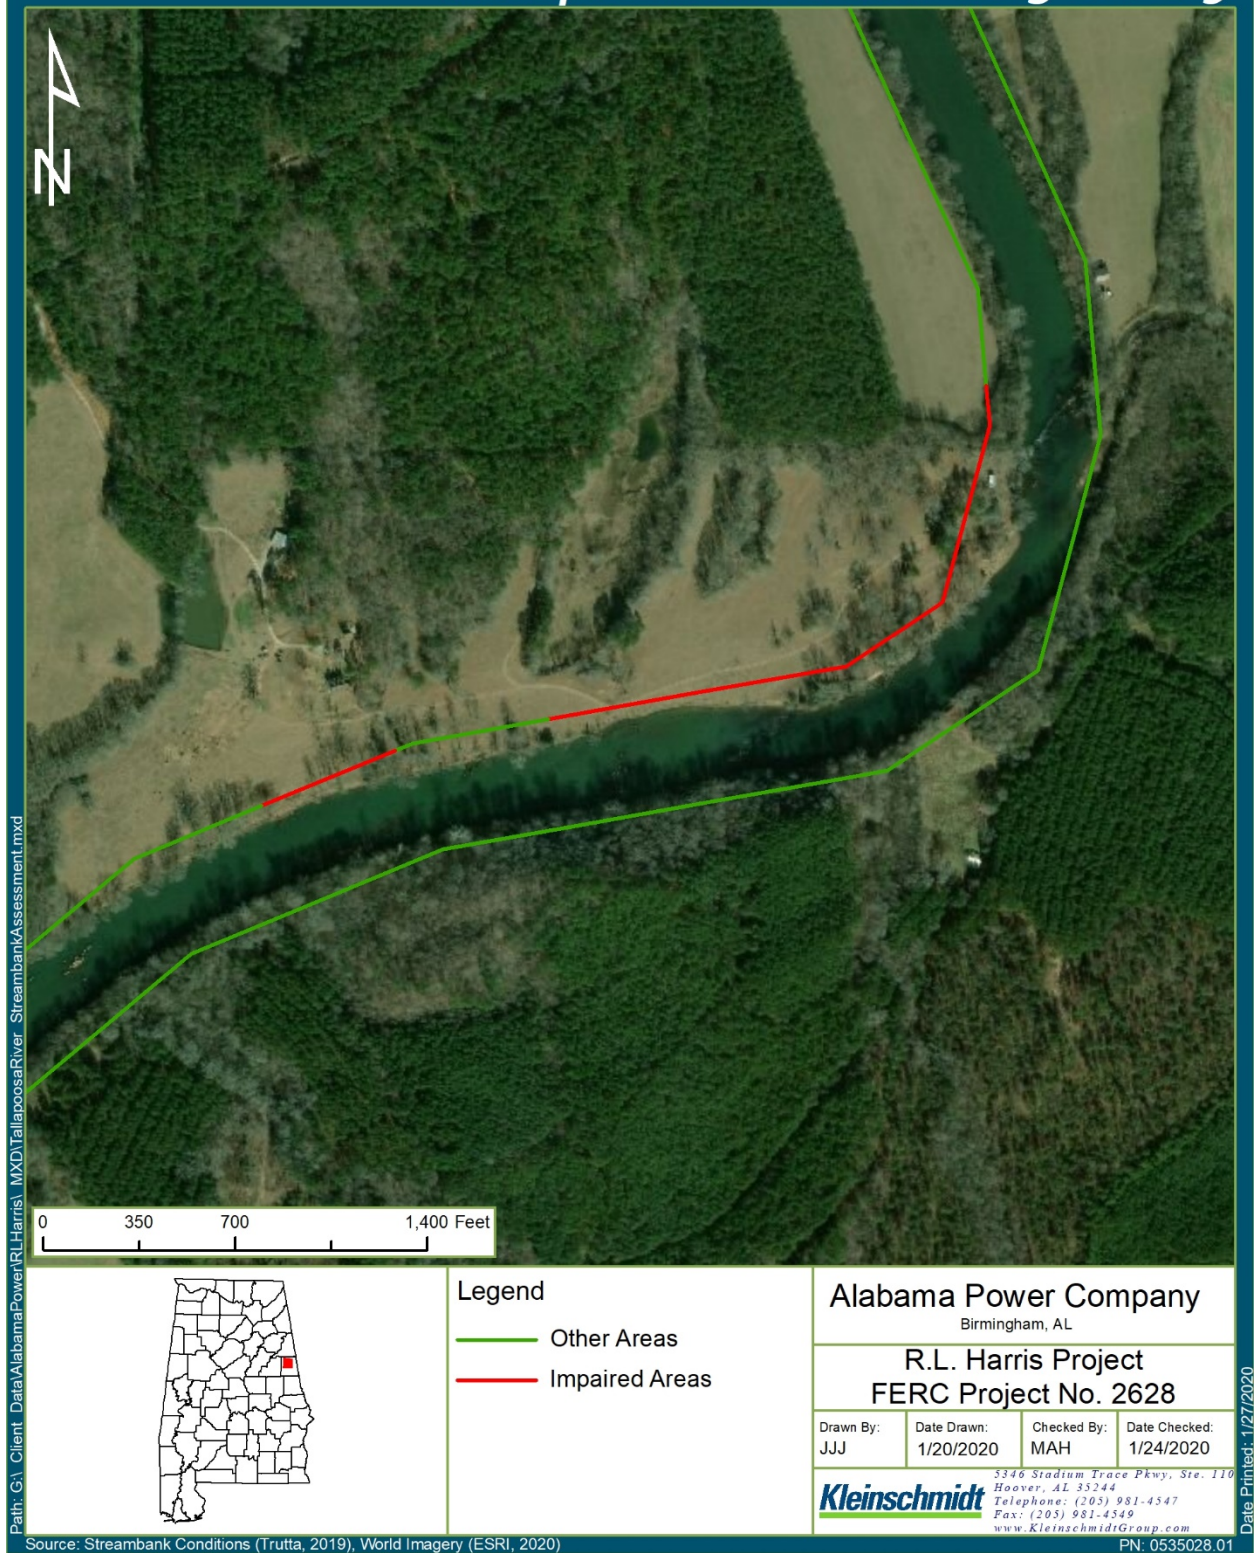 N
0 350 700 1,400 Feet
Legend
Other Areas
Impaired Areas
Alabama Power Company
Birmingham, AL
R.L. Harris Project
FERC Project No. 2628
Drawn By:
JJJ
Date Drawn:
1/20/2020
Checked By:
MAH
Date Checked:
1/24/2020
Kleinschmidt
5346 Stadium Trace Pkwy, Ste. 110
Hoover, AL 35244
Telephone: (205) 981-4547
Fax: (205) 981-4549
www.KleinschmidtGroup.com
Path: G:\_Client_Data\AlabamaPower\RLHarris\_MXD\TallapoosaRiver_StreambankAssessment.mxd
Date Printed: 1/27/2020
Source: Streambank Conditions (Trutta, 2019), World Imagery (ESRI, 2020)
PN: 0535028.01